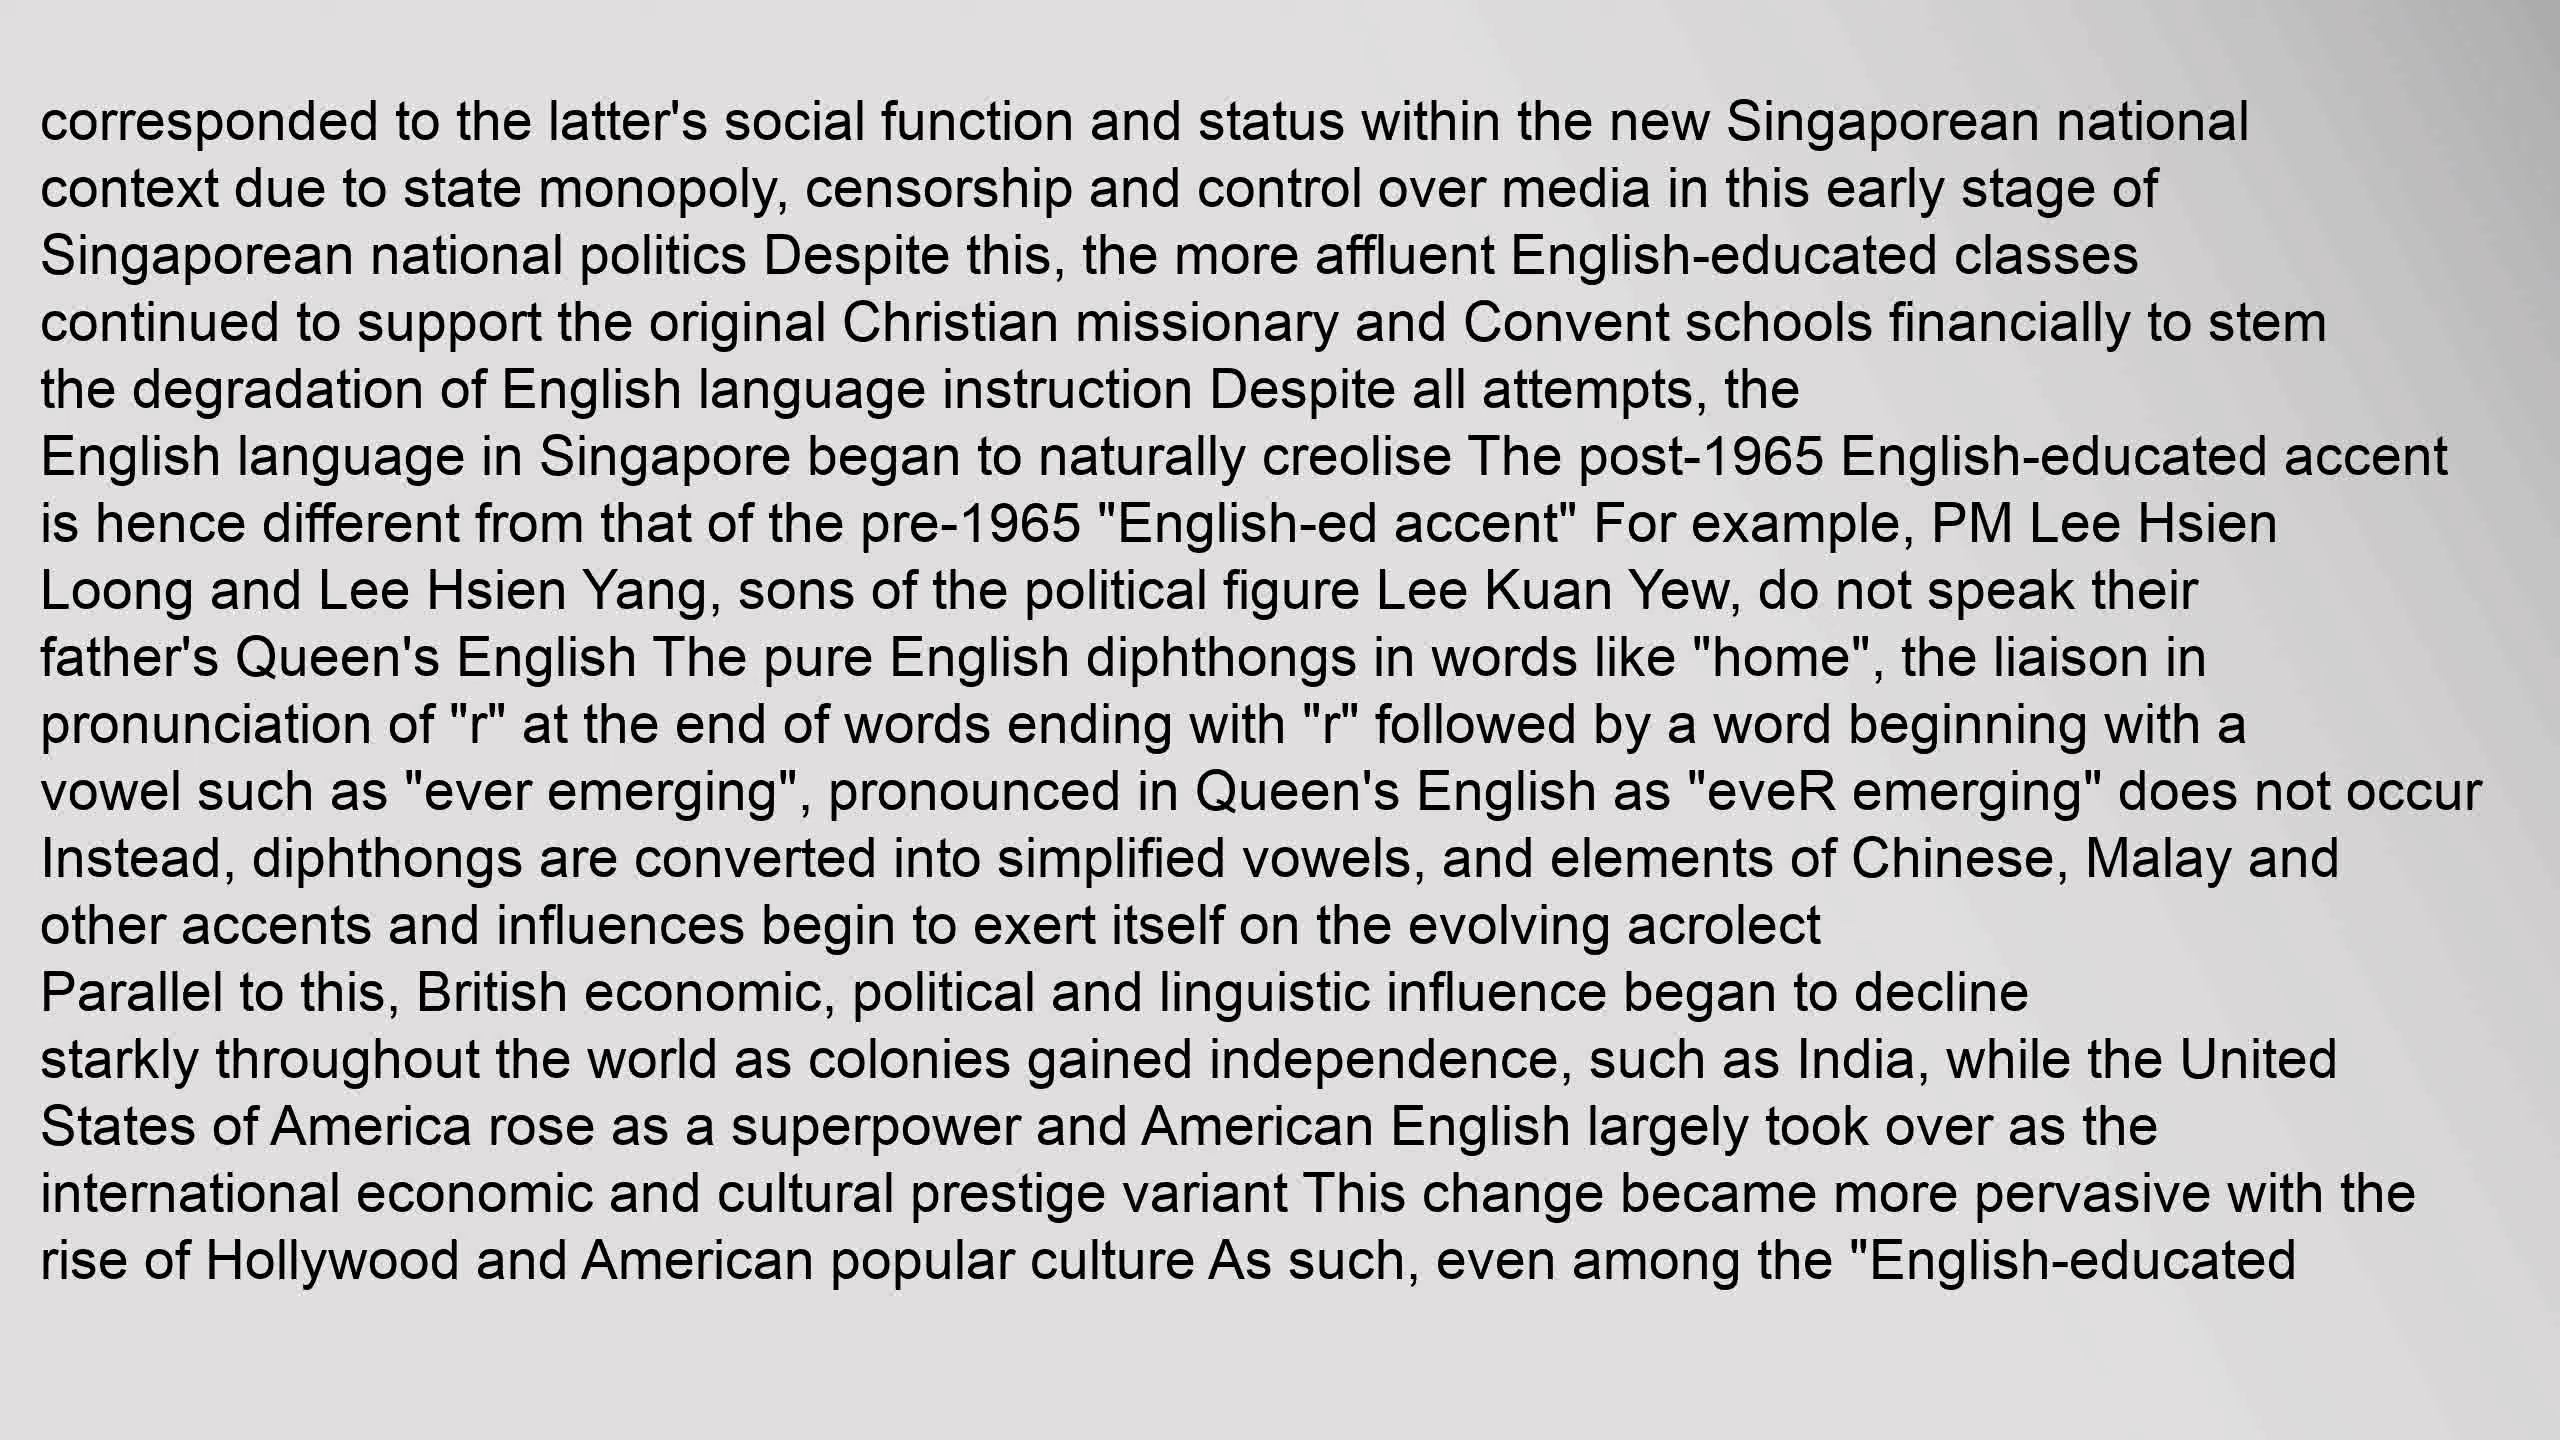 corresponded to the latter's social function and status within the new Singaporean national
context due to state monopoly, censorship and control over media in this early stage of
Singaporean national politics Despite this, the more affluent English-educated classes
continued to support the original Christian missionary and Convent schools financially to stem
the degradation of English language instruction Despite all attempts, the
English language in Singapore began to naturally creolise The post-1965 English-educated accent
is hence different from that of the pre-1965 "English-ed accent" For example, PM Lee Hsien
Loong and Lee Hsien Yang, sons of the political figure Lee Kuan Yew, do not speak their
father's Queen's English The pure English diphthongs in words like "home", the liaison in
pronunciation of "r" at the end of words ending with "r" followed by a word beginning with a
vowel such as "ever emerging", pronounced in Queen's English as "eveR emerging" does not occur
Instead, diphthongs are converted into simplified vowels, and elements of Chinese, Malay and
other accents and influences begin to exert itself on the evolving acrolect
Parallel to this, British economic, political and linguistic influence began to decline
starkly throughout the world as colonies gained independence, such as India, while the United
States of America rose as a superpower and American English largely took over as the
international economic and cultural prestige variant This change became more pervasive with the
rise of Hollywood and American popular culture As such, even among the "English-educated